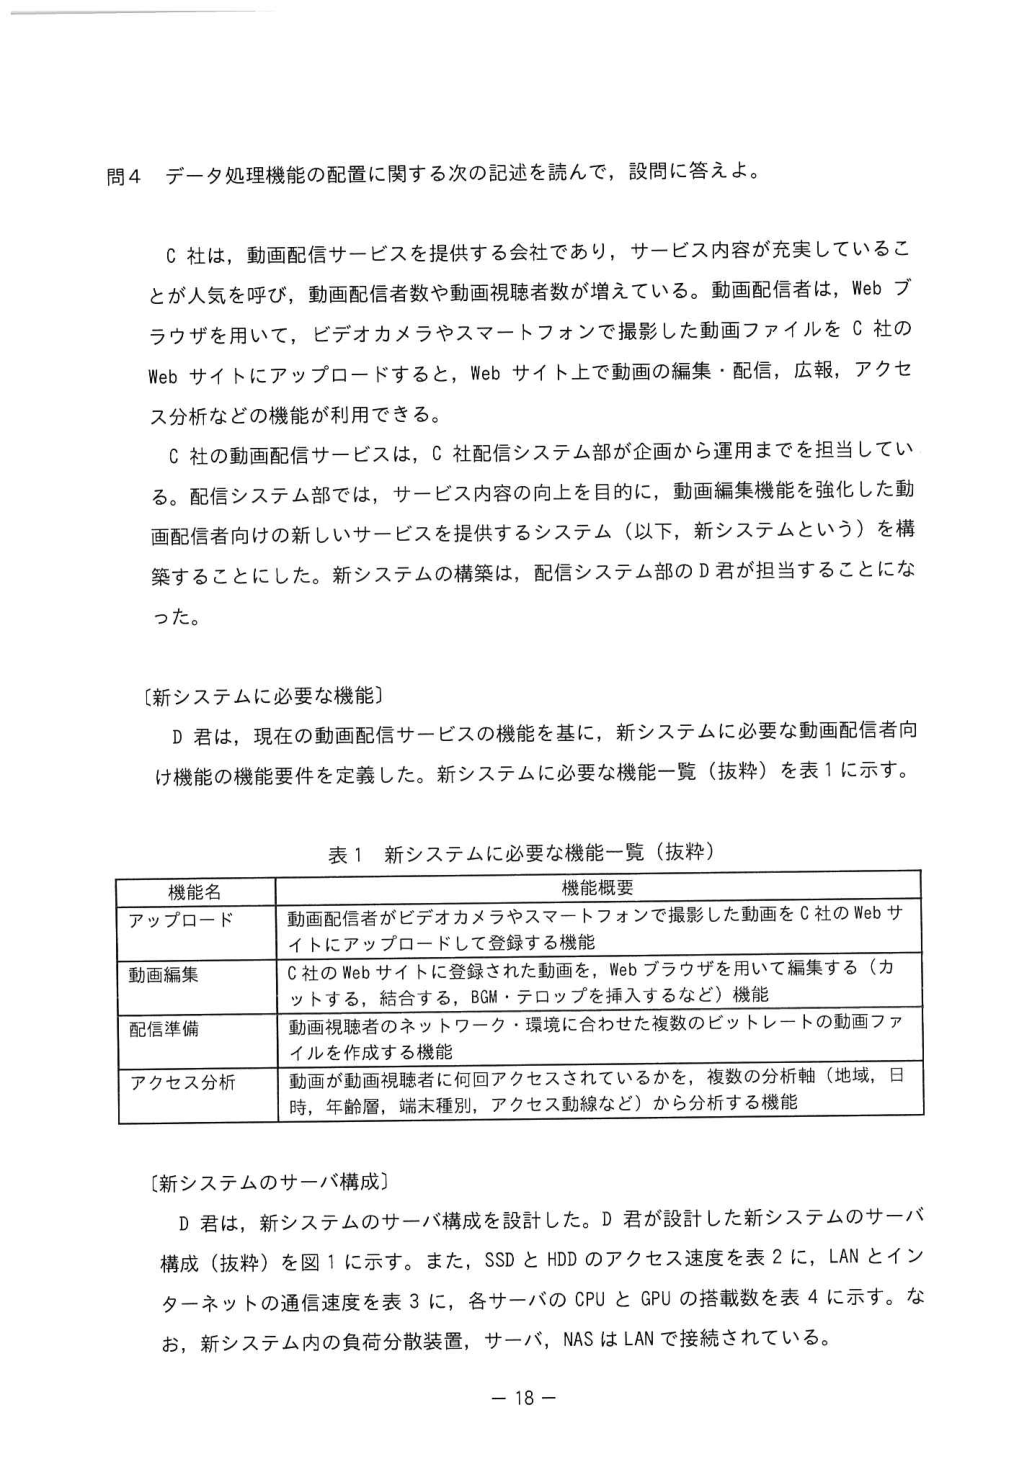 問4　データ処理機能の配置に関する次の記述を読んで，設問に答えよ。
C 社は，動画配信サービスを提供する会社であり，サービス内容が充実しているこ
とが人気を呼び，動画配信者数や動画視聴者数が増えている。動画配信者は，Web ブ
ラウザを用いて，ビデオカメラやスマートフォンで撮影した動画ファイルを C 社の
Web サイトにアップロードすると，Web サイト上で動画の編集・配信，広報，アクセ
ス分析などの機能が利用できる。
C 社の動画配信サービスは，C 社配信システム部が企画から運用までを担当してい
る。配信システム部では，サービス内容の向上を目的に，動画編集機能を強化した動
画配信者向けの新しいサービスを提供するシステム（以下，新システムという）を構
築することにした。新システムの構築は，配信システム部の D 君が担当することにな
った。
〔新システムに必要な機能〕
D 君は，現在の動画配信サービスの機能を基に，新システムに必要な動画配信者向
け機能の機能要件を定義した。新システムに必要な機能一覧（抜粋）を表 1 に示す。
表 1　新システムに必要な機能一覧（抜粋）
機能名　機能概要
アップロード　動画配信者がビデオカメラやスマートフォンで撮影した動画を C 社の Web サ
イトにアップロードして登録する機能
動画編集　C 社の Web サイトに登録された動画を，Web ブラウザを用いて編集する（カ
ットする，結合する，BGM・テロップを挿入するなど）機能
配信準備　動画視聴者のネットワーク・環境に合わせた複数のビットレートの動画ファ
イルを作成する機能
アクセス分析　動画が動画視聴者に何回アクセスされているかを，複数の分析軸（地域，日
時，年齢層，端末種別，アクセス動線など）から分析する機能
〔新システムのサーバ構成〕
D 君は，新システムのサーバ構成を設計した。D 君が設計した新システムのサーバ
構成（抜粋）を図 1 に示す。また，SSD と HDD のアクセス速度を表 2 に，LAN とイン
ターネットの通信速度を表 3 に，各サーバの CPU と GPU の搭載数を表 4 に示す。な
お，新システム内の負荷分散装置，サーバ，NAS は LAN で接続されている。
－ 18 －